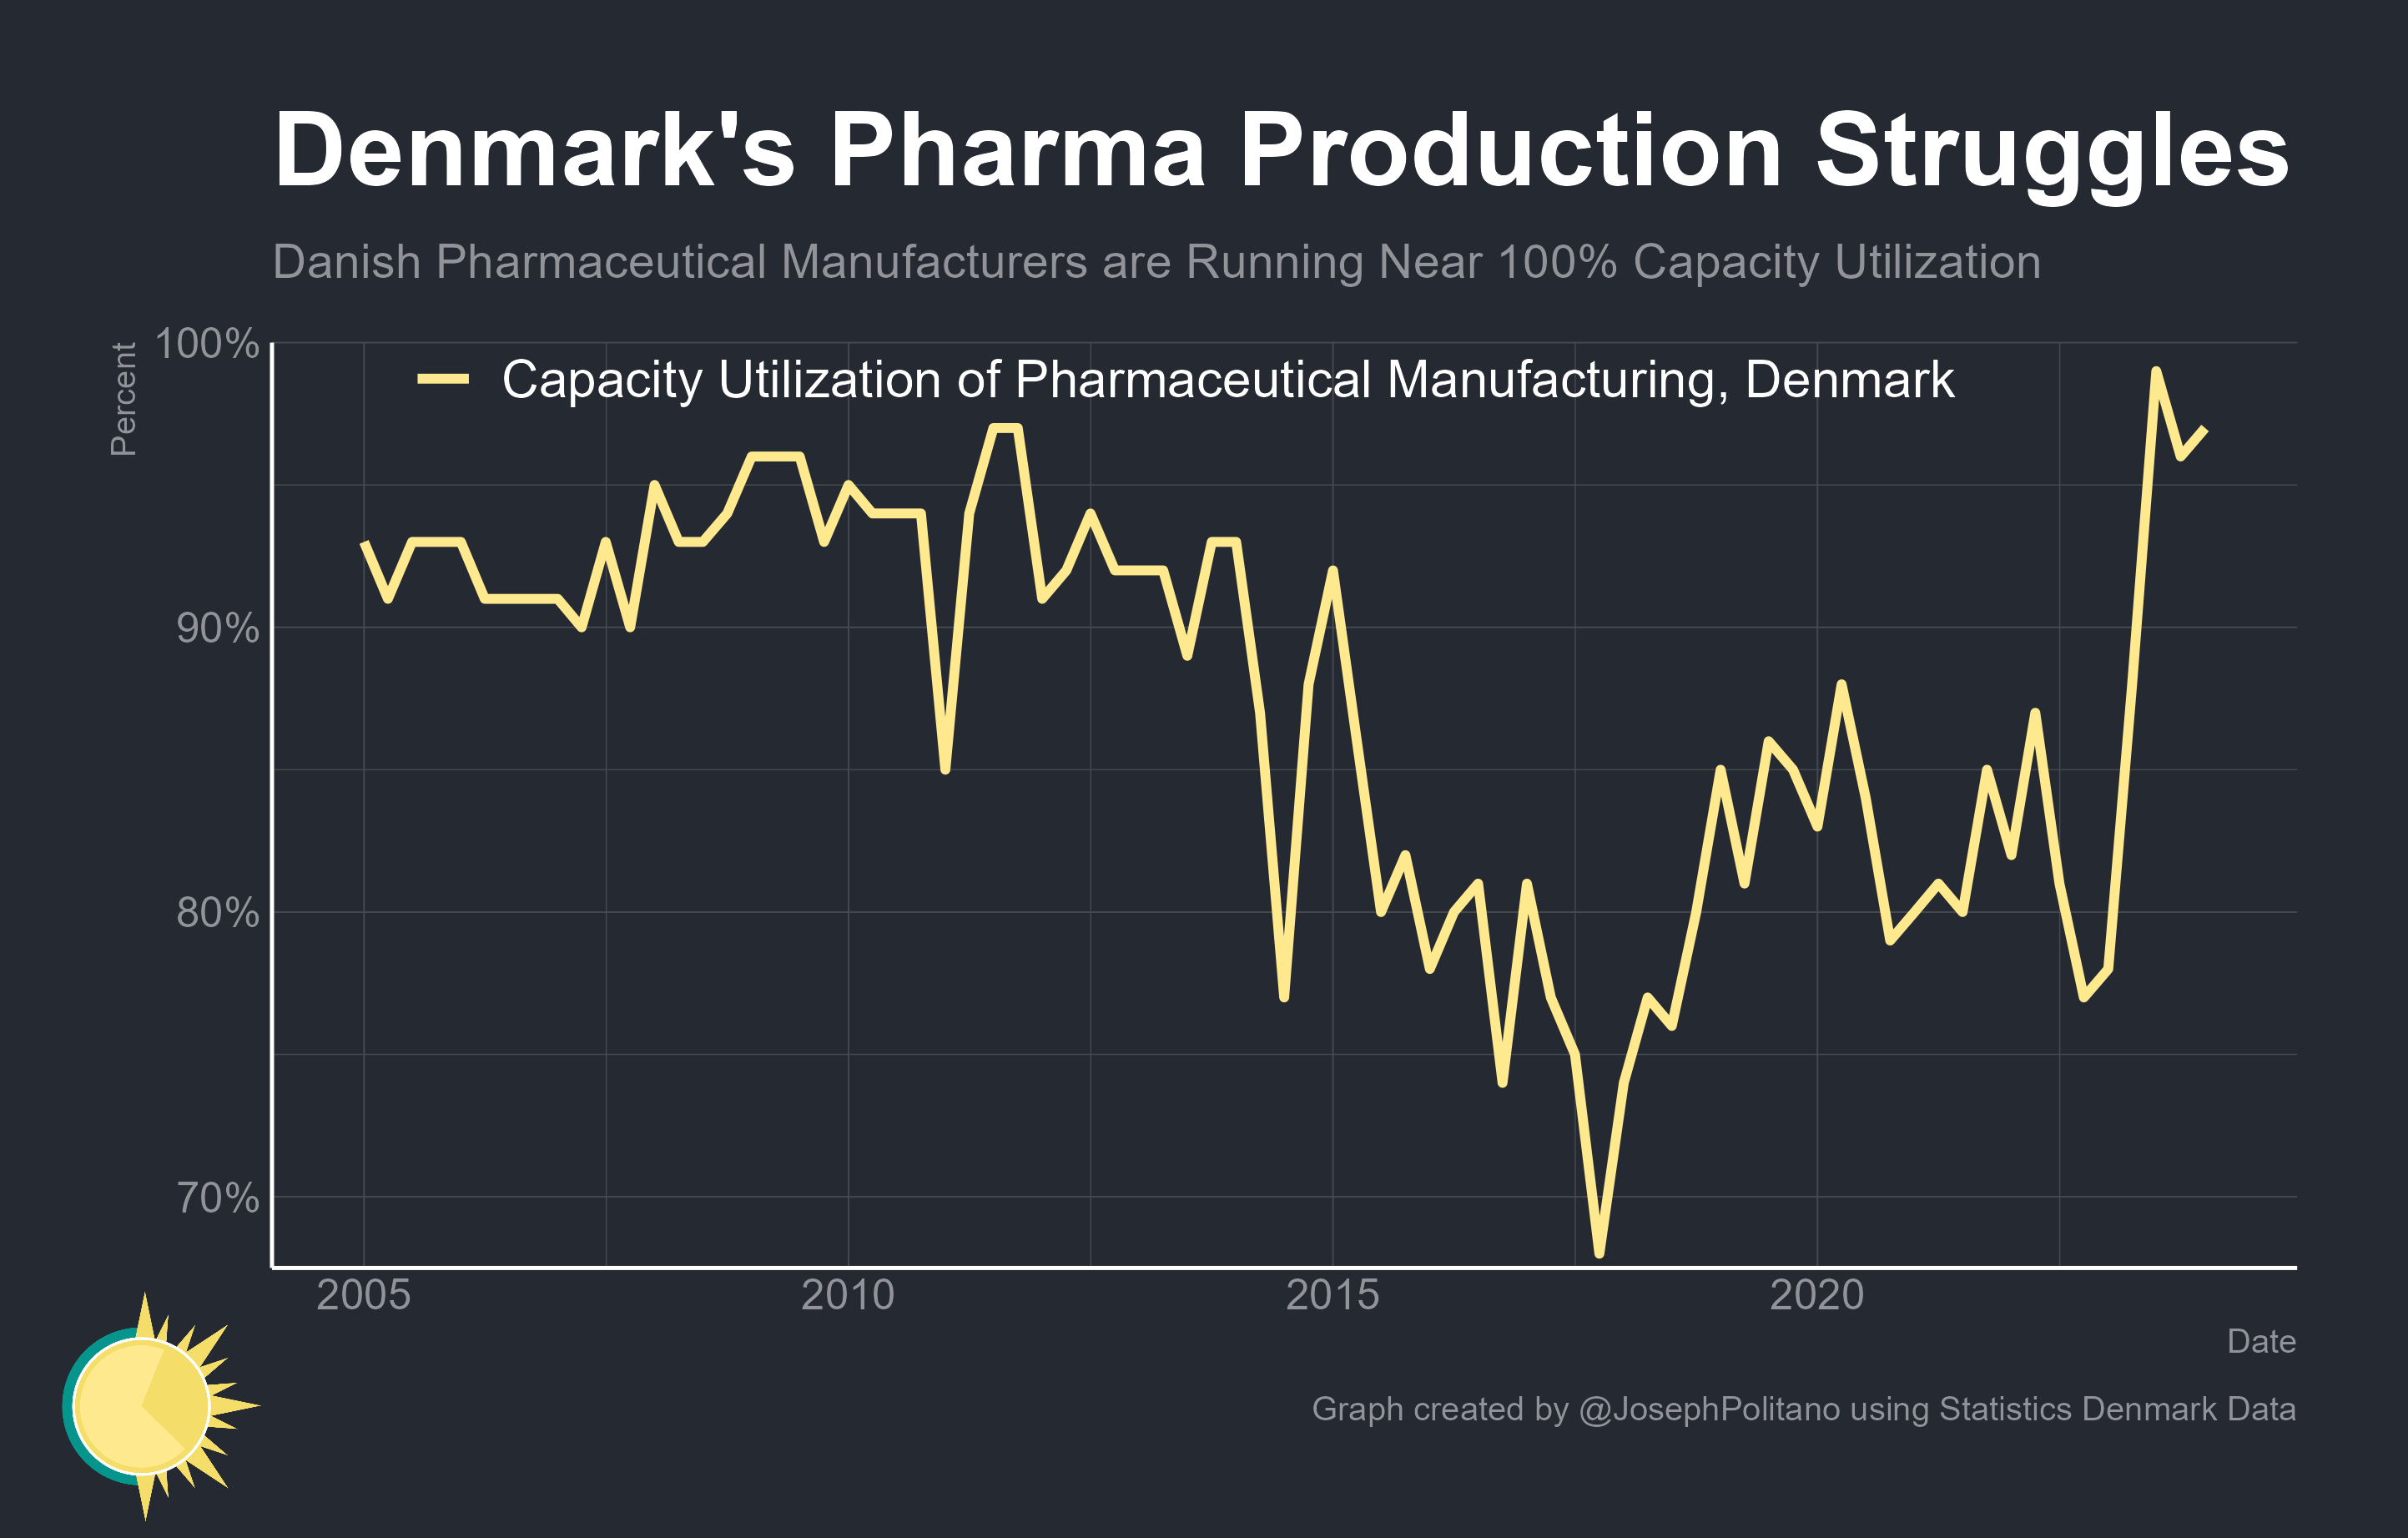 Denmark's Pharma Production Struggles
Danish Pharmaceutical Manufacturers are Running Near 100% Capacity Utilization
Percent
100%
90%
80%
70%
Capacity Utilization of Pharmaceutical Manufacturing, Denmark
2005
2010
2015
2020
Date
Graph created by @JosephPolitano using Statistics Denmark Data